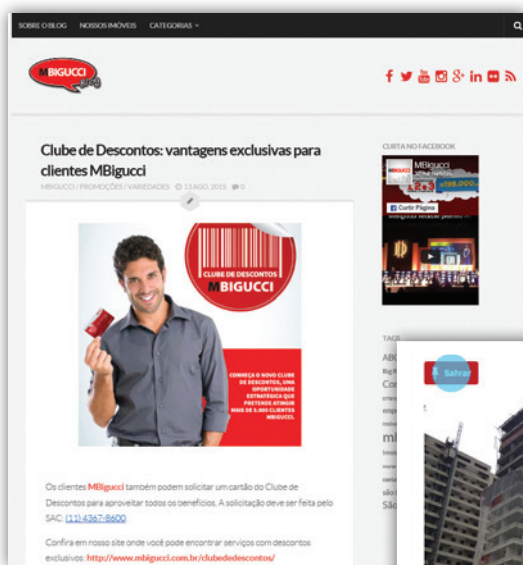 SOBRE O BLOG NOSSOS IMÓVEIS CATEGORIAS
MBIGUCCI
blog
Clube de Descontos: vantagens exclusivas para
clientes MBigucci
MBIGUCCI / PROMOÇÕES / VARIEDADES 13 AGO, 2015 0
CLUBE DE DESCONTOS
MBIGUCCI
CONHEÇA O NOVO CLUBE
DE DESCONTOS, UMA
OPORTUNIDADE
ESTRATÉGICA QUE
PRETENDE ATINGIR
MAIS DE 5.000 CLIENTES
MBIGUCCI.
Os clientes MBigucci também podem solicitar um cartão do Clube de
Descontos para aproveitar todos os benefícios. A solicitação deve ser feita pelo
SAC: (11) 4367-8600.
Confira em nosso site onde você pode encontrar serviços com descontos
exclusivos: http://www.mbigucci.com.br/clubededescontos/
CURTA NO FACEBOOK
MBigucci
2e3
198.000
Curtir Página
TAGS
Salvar